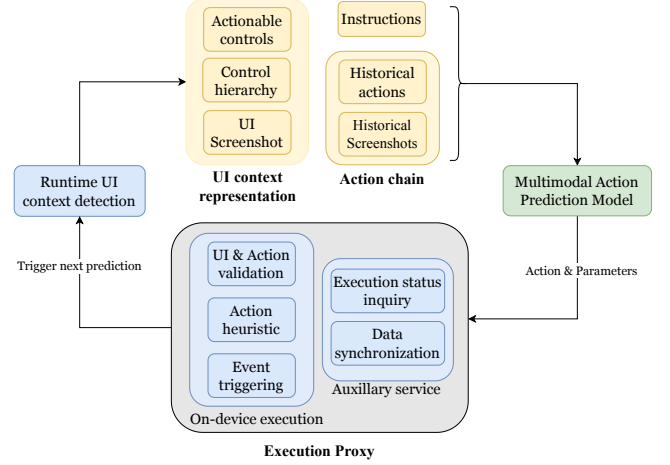 Actionable
controls
Control
hierarchy
UI
Screenshot
UI context
representation
Instructions
Historical
actions
Historical
Screenshots
Action chain
Runtime UI
context detection
Multimodal Action
Prediction Model
Trigger next prediction
Action & Parameters
UI & Action
validation
Action
heuristic
Event
triggering
On-device execution
Execution status
inquiry
Data
synchronization
Auxillary service
Execution Proxy